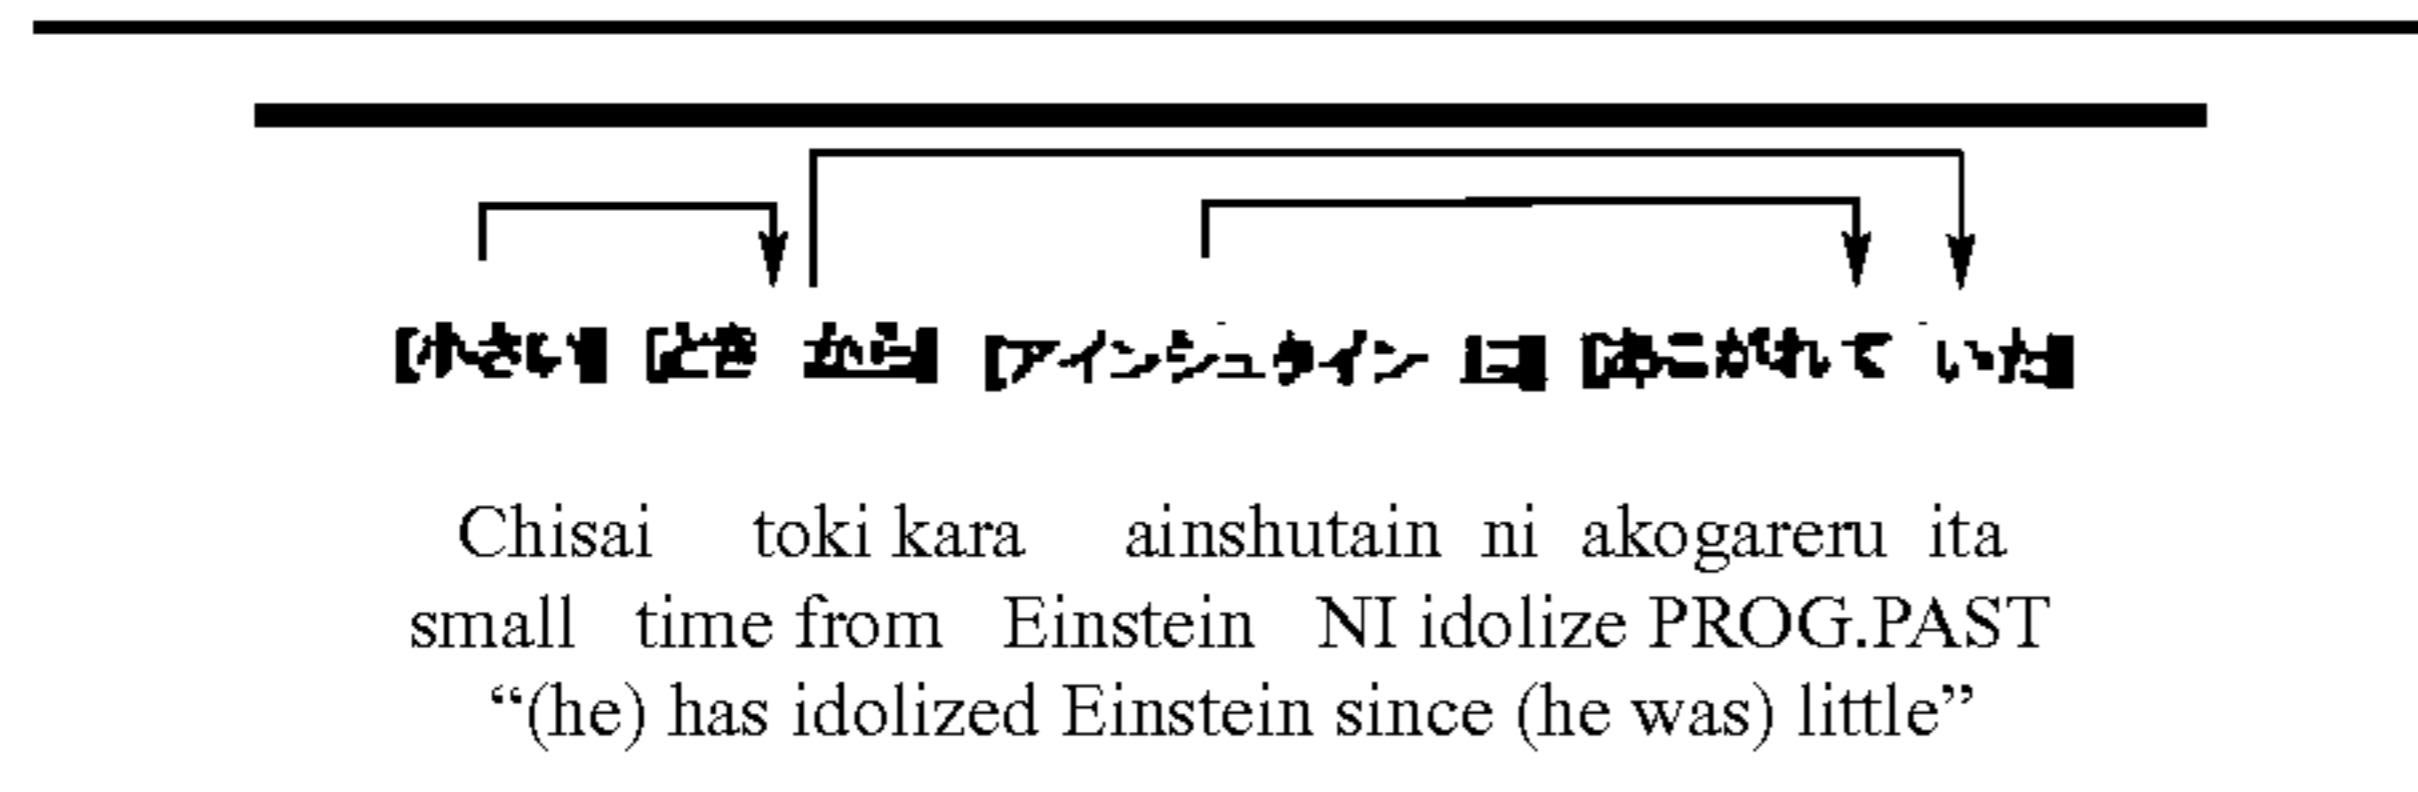 [小さい] [とき から] [アインシュタイン に] [あこがれて いた]
Chisai toki kara ainshutain ni akogareru ita
small time from Einstein NI idolize PROG.PAST
“(he) has idolized Einstein since (he was) little”